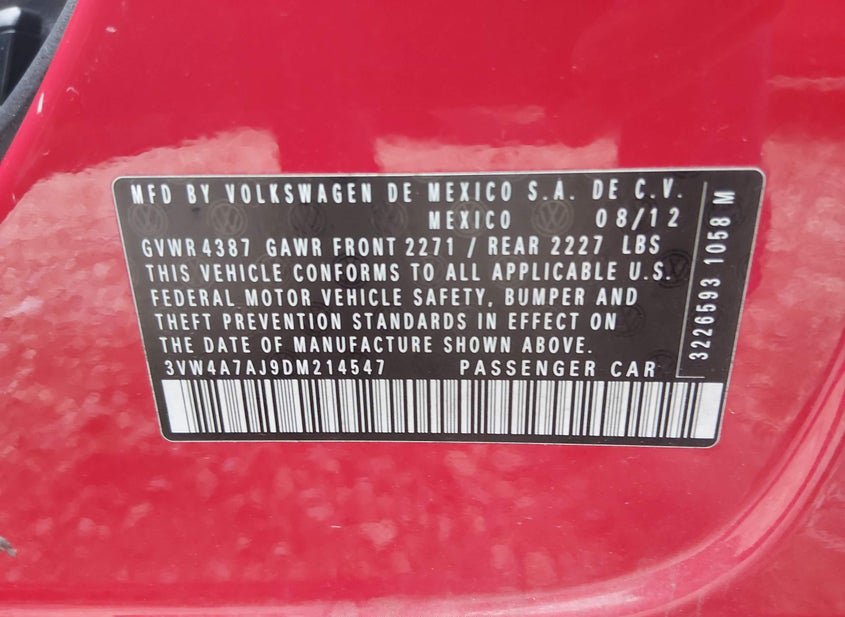 MFD BY VOLKSWAGEN DE MEXICO S.A. DE C.V.
MEXICO 08/12
GVWR 4387 GAWR FRONT 2271 / REAR 2227 LBS
THIS VEHICLE CONFORMS TO ALL APPLICABLE U.S.
FEDERAL MOTOR VEHICLE SAFETY, BUMPER AND
THEFT PREVENTION STANDARDS IN EFFECT ON
THE DATE OF MANUFACTURE SHOWN ABOVE.
3VW4A7AJ9DM214547 PASSENGER CAR
3226593 1058 M